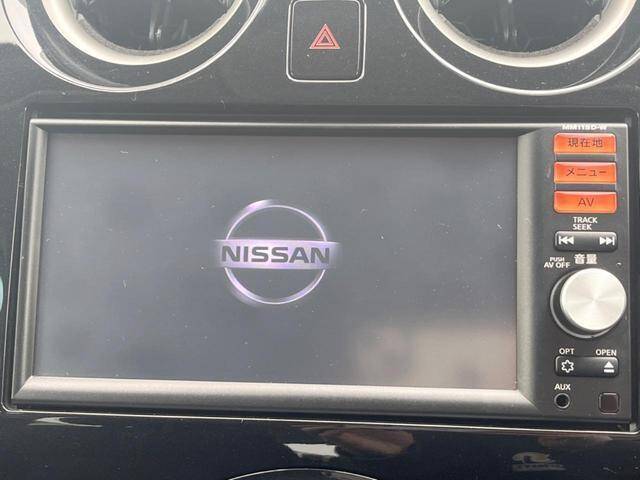 MM115D-W
現在地
メニュー
AV
TRACK
SEEK
PUSH
AV OFF
音量
NISSAN
OPT
OPEN
AUX